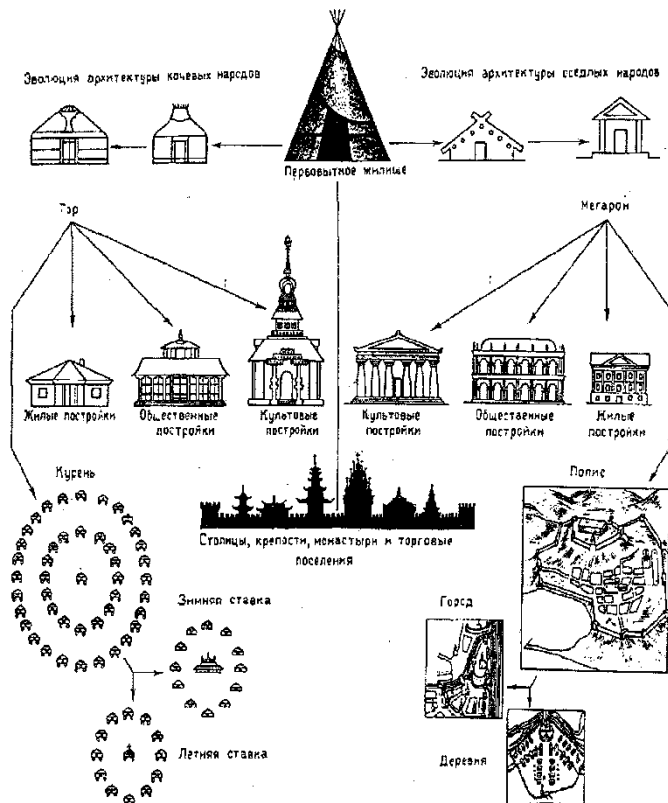 Эволюция архитектуры кочевых народов
Эволюция архитектуры оседлых народов
Первобытное жилище
Гэр
Мегарон
Жилые постройки
Общественные
постройки
Культовые
постройки
Культовые
постройки
Общественные
постройки
Жилые
постройки
Курень
Полис
Столицы, крепости, монастыри и торговые
поселения
Зимняя ставка
Город
Летняя ставка
Деревня